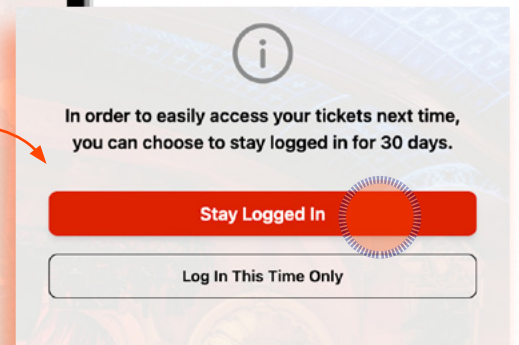 In order to easily access your tickets next time,
you can choose to stay logged in for 30 days.
Stay Logged In
Log In This Time Only